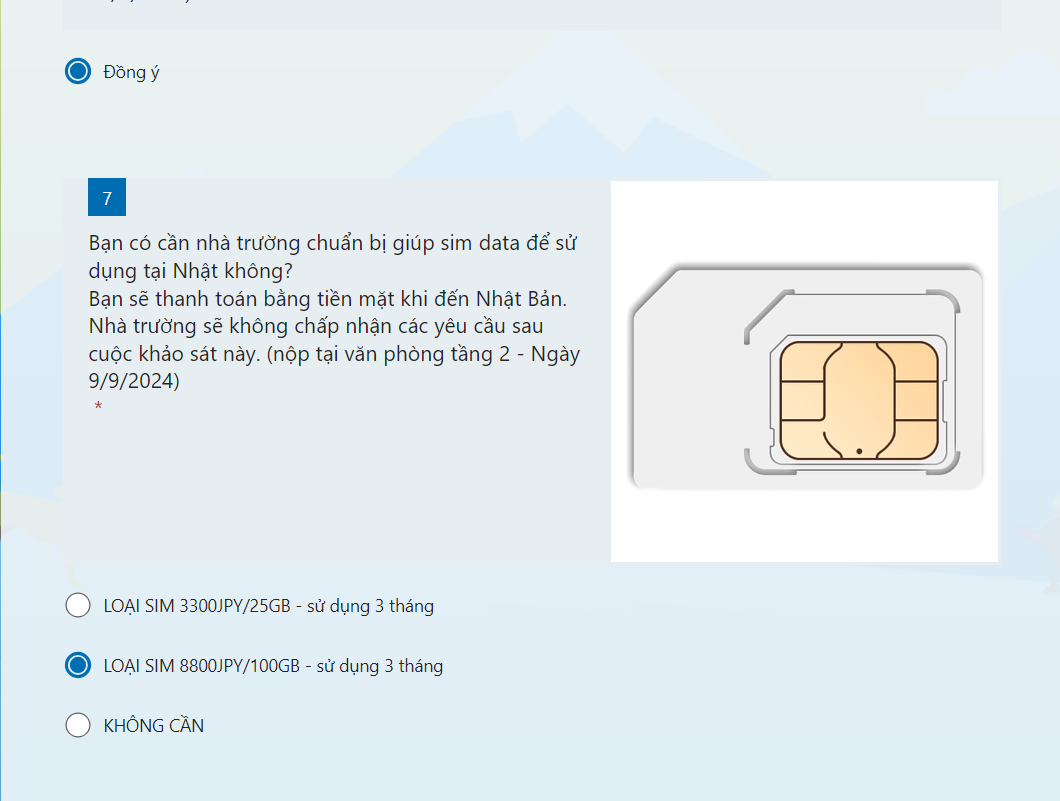 Đồng ý
7
Bạn có cần nhà trường chuẩn bị giúp sim data để sử
dụng tại Nhật không?
Bạn sẽ thanh toán bằng tiền mặt khi đến Nhật Bản.
Nhà trường sẽ không chấp nhận các yêu cầu sau
cuộc khảo sát này. (nộp tại văn phòng tầng 2 - Ngày
9/9/2024)
*
LOẠI SIM 3300JPY/25GB - sử dụng 3 tháng
LOẠI SIM 8800JPY/100GB - sử dụng 3 tháng
KHÔNG CẦN